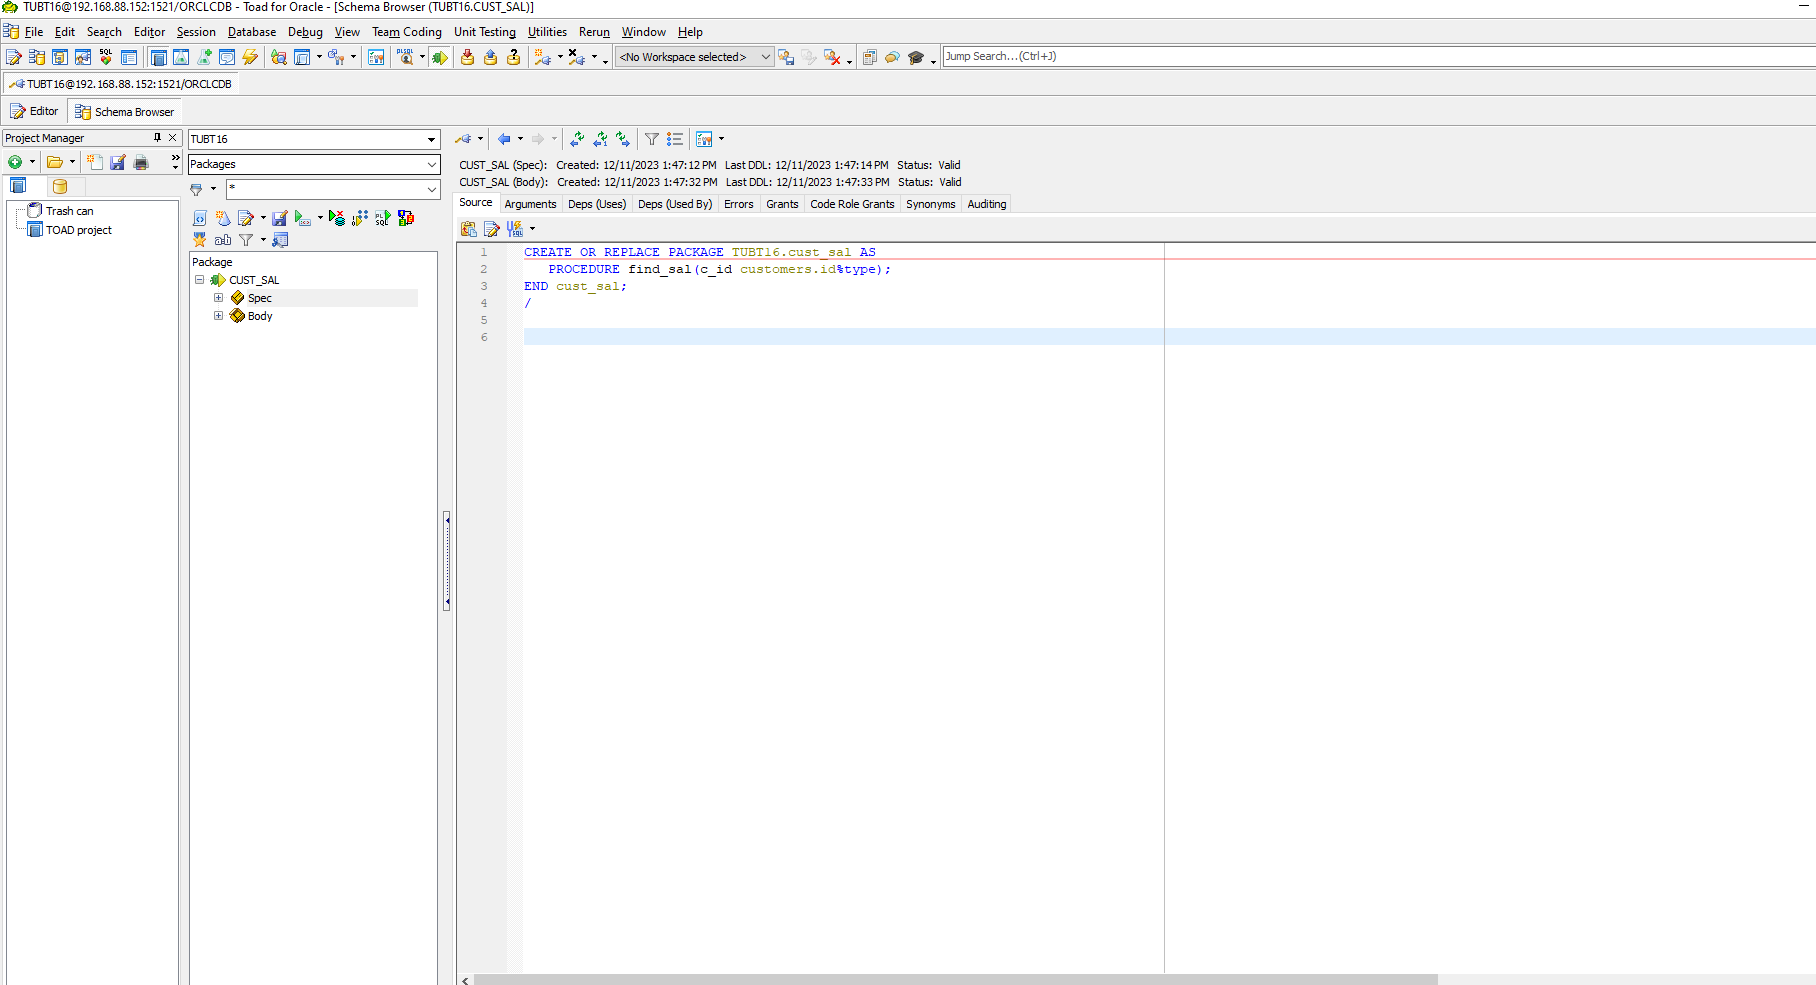 TUBT16@192.168.88.152:1521/ORCLCDB - Toad for Oracle - [Schema Browser (TUBT16.CUST_SAL)]
File Edit Search Editor Session Database Debug View Team Coding Unit Testing Utilities Rerun Window Help
<No Workspace selected> Jump Search...(Ctrl+J)
TUBT16@192.168.88.152:1521/ORCLCDB
Editor Schema Browser
Project Manager
Trash can
TOAD project
TUBT16
Packages
*
Package
CUST_SAL
Spec
Body
CUST_SAL (Spec): Created: 12/11/2023 1:47:12 PM Last DDL: 12/11/2023 1:47:14 PM Status: Valid
CUST_SAL (Body): Created: 12/11/2023 1:47:32 PM Last DDL: 12/11/2023 1:47:33 PM Status: Valid
Source Arguments Deps (Uses) Deps (Used By) Errors Grants Code Role Grants Synonyms Auditing
1 CREATE OR REPLACE PACKAGE TUBT16.cust_sal AS
2 PROCEDURE find_sal(c_id customers.id%type);
3 END cust_sal;
4 /
5
6